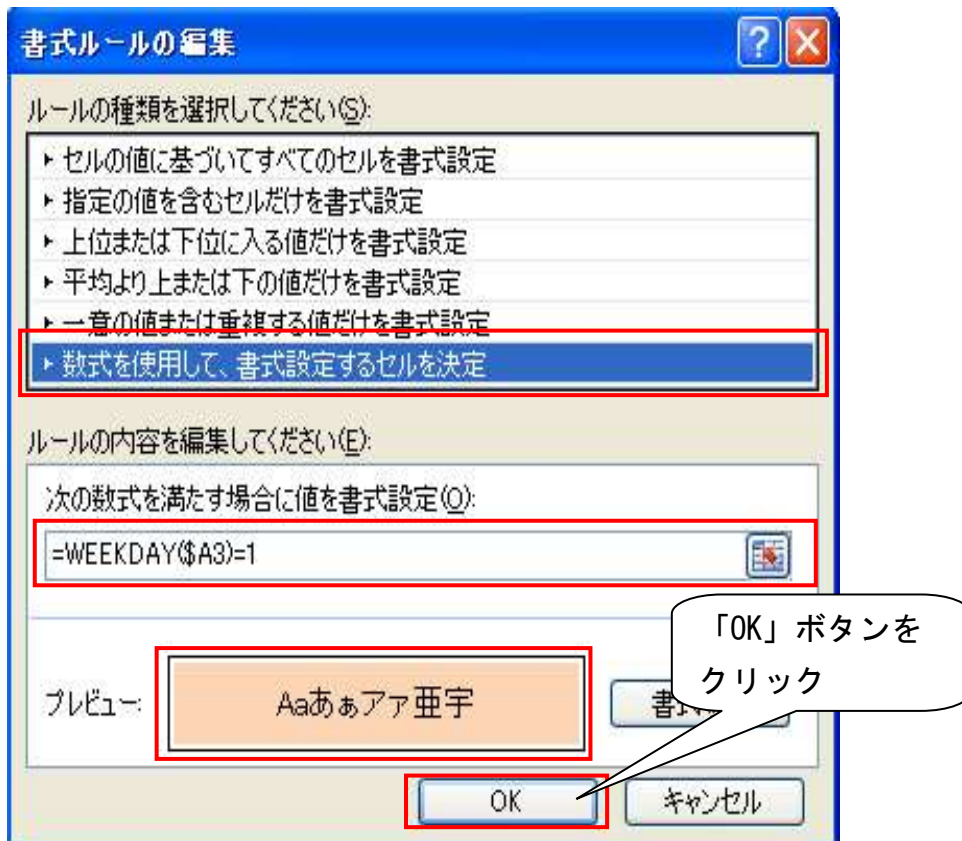 書式ルールの編集
ルールの種類を選択してください(S):
► セルの値に基づいてすべてのセルを書式設定
► 指定の値を含むセルだけを書式設定
► 上位または下位に入る値だけを書式設定
► 平均より上または下の値だけを書式設定
► 一意の値または重複する値だけを書式設定
► 数式を使用して、書式設定するセルを決定
ルールの内容を編集してください(E):
次の数式を満たす場合に値を書式設定(O):
=WEEKDAY($A3)=1
「OK」ボタンを
クリック
プレビュー:
Aaあぁアァ亜宇
OK
キャンセル